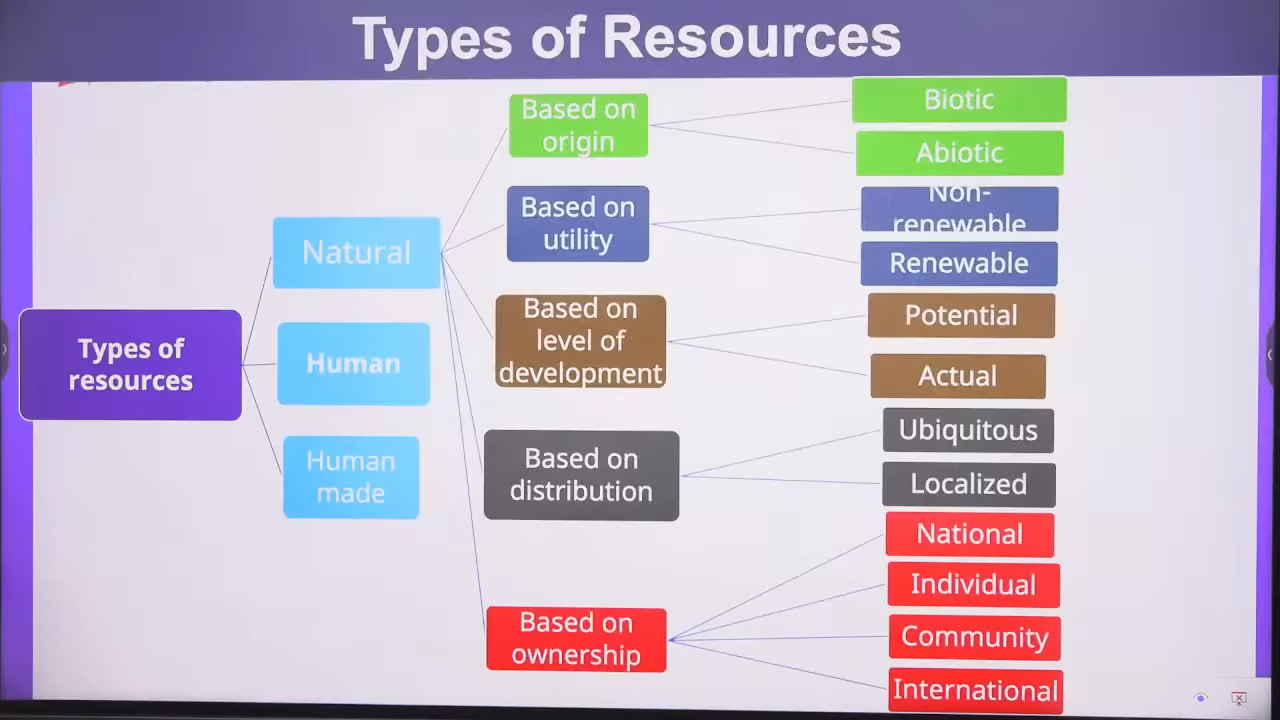 Types of Resources
Types of
resources
Natural
Human
Human
made
Based on
origin
Based on
utility
Based on
level of
development
Based on
distribution
Based on
ownership
Biotic
Abiotic
Non-
renewable
Renewable
Potential
Actual
Ubiquitous
Localized
National
Individual
Community
International